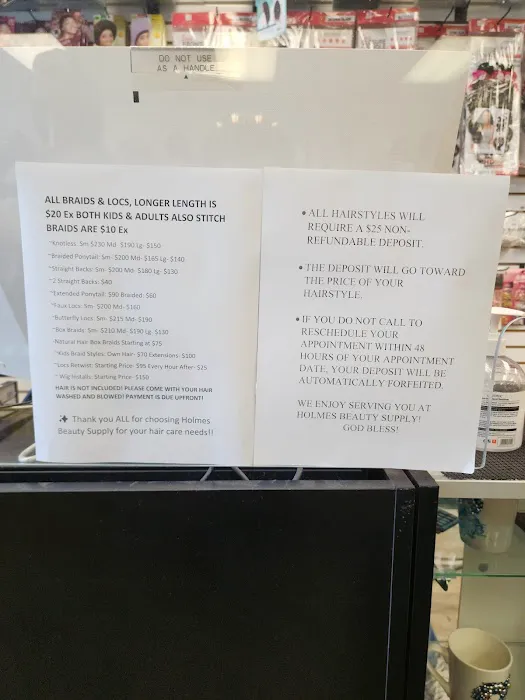 DO NOT USE
AS A HANDLE
ALL BRAIDS & LOCS, LONGER LENGTH IS
$20 Ex BOTH KIDS & ADULTS ALSO STITCH
BRAIDS ARE $10 Ex
*Knotless: Sm $230 Md- $190 Lg- $150
*Braided Ponytail: Sm- $200 Md- $165 Lg- $140
*Straight Backs: Sm- $200 Md- $180 Lg- $130
*2 Straight Backs: $40
*Extended Ponytail: $90 Braided: $60
*Faux Locs: Sm- $200 Md- $160
*Butterfly Locs: Sm- $215 Md- $190
*Box Braids: Sm- $210 Md- $190 Lg- $130
Natural Hair Box Braids Starting at $75
*Kids Braid Styles: Own Hair- $70 Extensions- $100
*Locs Retwist: Starting Price- $95 Every Hour After- $25
*Wig Installs: Starting Price- $150
HAIR IS NOT INCLUDED! PLEASE COME WITH YOUR HAIR
WASHED AND BLOWED! PAYMENT IS DUE UPFRONT!
Thank you ALL for choosing Holmes
Beauty Supply for your hair care needs!!
• ALL HAIRSTYLES WILL
REQUIRE A $25 NON-
REFUNDABLE DEPOSIT.
• THE DEPOSIT WILL GO TOWARD
THE PRICE OF YOUR
HAIRSTYLE.
• IF YOU DO NOT CALL TO
RESCHEDULE YOUR
APPOINTMENT WITHIN 48
HOURS OF YOUR APPOINTMENT
DATE, YOUR DEPOSIT WILL BE
AUTOMATICALLY FORFEITED.
WE ENJOY SERVING YOU AT
HOLMES BEAUTY SUPPLY!
GOD BLESS!